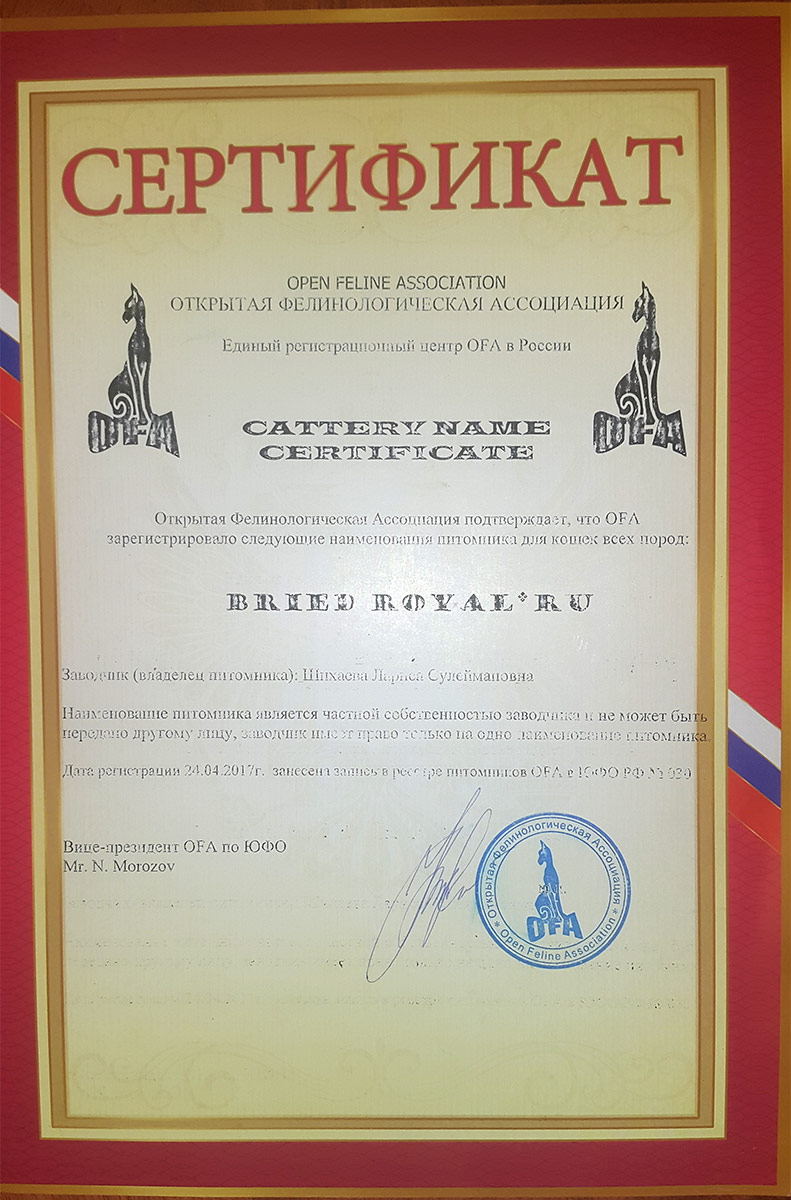 СЕРТИФИКАТ
OPEN FELINE ASSOCIATION
ОТКРЫТАЯ ФЕЛИНОЛОГИЧЕСКАЯ АССОЦИАЦИЯ
Единый регистрационный центр OFA в России
OFA
OFA
CATTERY NAME
CERTIFICATE
Открытая Фелинологическая Ассоциация подтверждает, что OFA
зарегистрировало следующие наименования питомника для кошек всех пород:
BRIED ROYAL*RU
Заводчик (владелец питомника): Шихаева Лариса Сулеймановна
Наименование питомника является частной собственностью заводчика и не может быть
передано другому лицу, заводчик имеет право только на одно наименование питомника.
Дата регистрации 24.04.2017г. занесена запись в реестре питомников OFA в ЮФО РФ № 030
Вице-президент OFA по ЮФО
Mr. N. Morozov
Открытая Фелинологическая Ассоциация
OFA
Open Feline Association